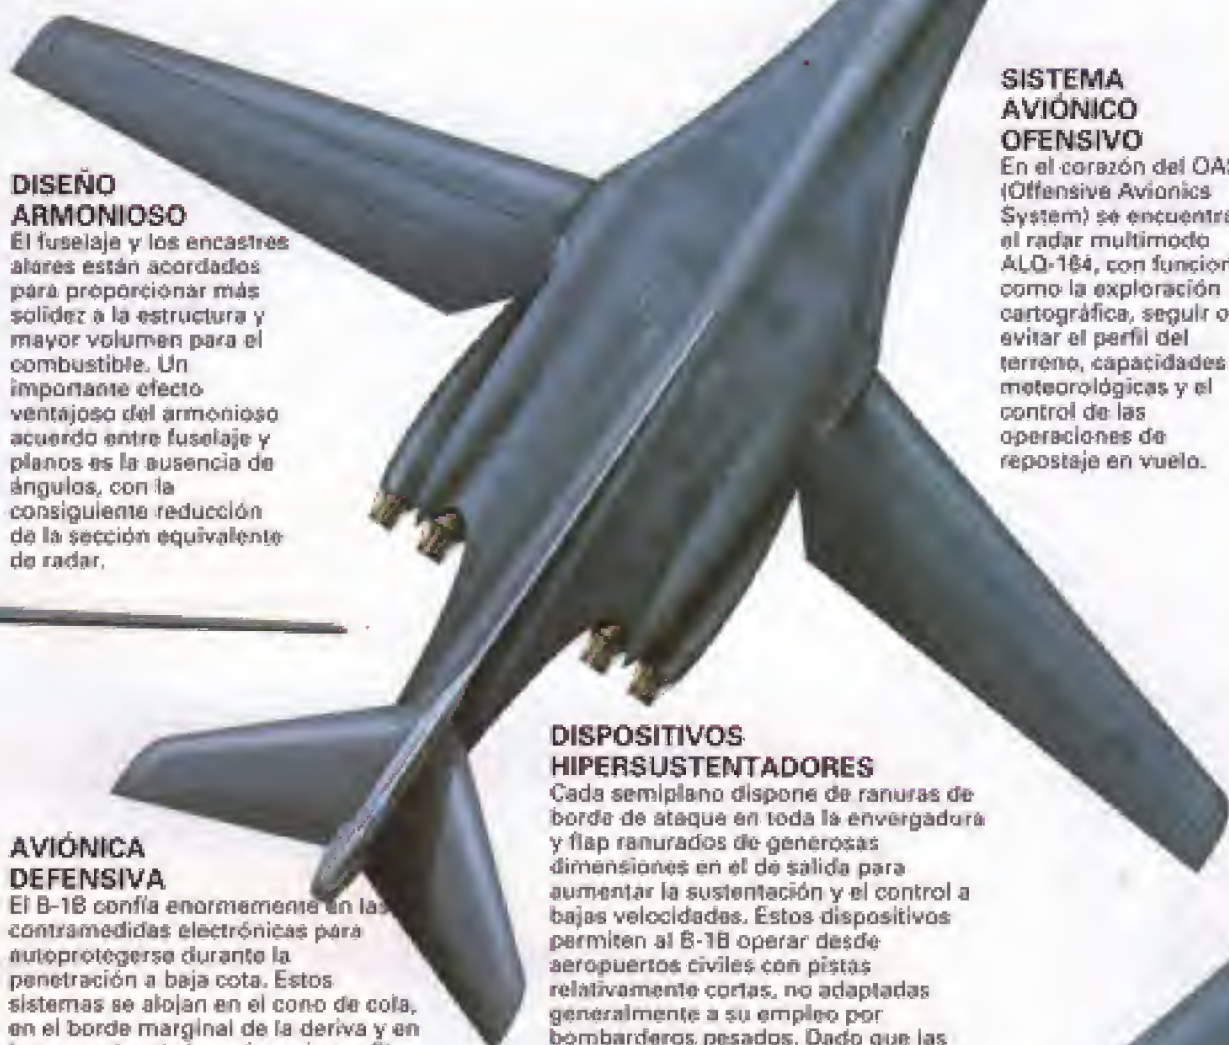 DISEÑO
ARMONIOSO
El fuselaje y los encastres
alares están acordados
para proporcionar más
solidez a la estructura y
mayor volumen para el
combustible. Un
importante efecto
ventajoso del armonioso
acuerdo entre fuselaje y
planos es la ausencia de
ángulos, con la
consiguiente reducción
de la sección equivalente
de radar.
AVIÓNICA
DEFENSIVA
El B-1B confía enormemente en las
contramedidas electrónicas para
autoprotegerse durante la
penetración a baja cota. Estos
sistemas se alojan en el cono de cola,
en el borde marginal de la deriva y en
DISPOSITIVOS
HIPERSUSTENTADORES
Cada semiplano dispone de ranuras de
borde de ataque en toda la envergadura
y flap ranurados de generosas
dimensiones en el de salida para
aumentar la sustentación y el control a
bajas velocidades. Estos dispositivos
permiten al B-1B operar desde
aeropuertos civiles con pistas
relativamente cortas, no adaptadas
generalmente a su empleo por
bombarderos pesados. Dado que las
SISTEMA
AVIÓNICO
OFENSIVO
En el corazón del
(Offensive Avionics
System) se encuentra
el radar multimodo
ALQ-164, con
como la exploración
cartográfica, seguir o
evitar el perfil del
terreno, capacidades
meteorológicas y el
control de las
operaciones de
repostaje en vuelo.